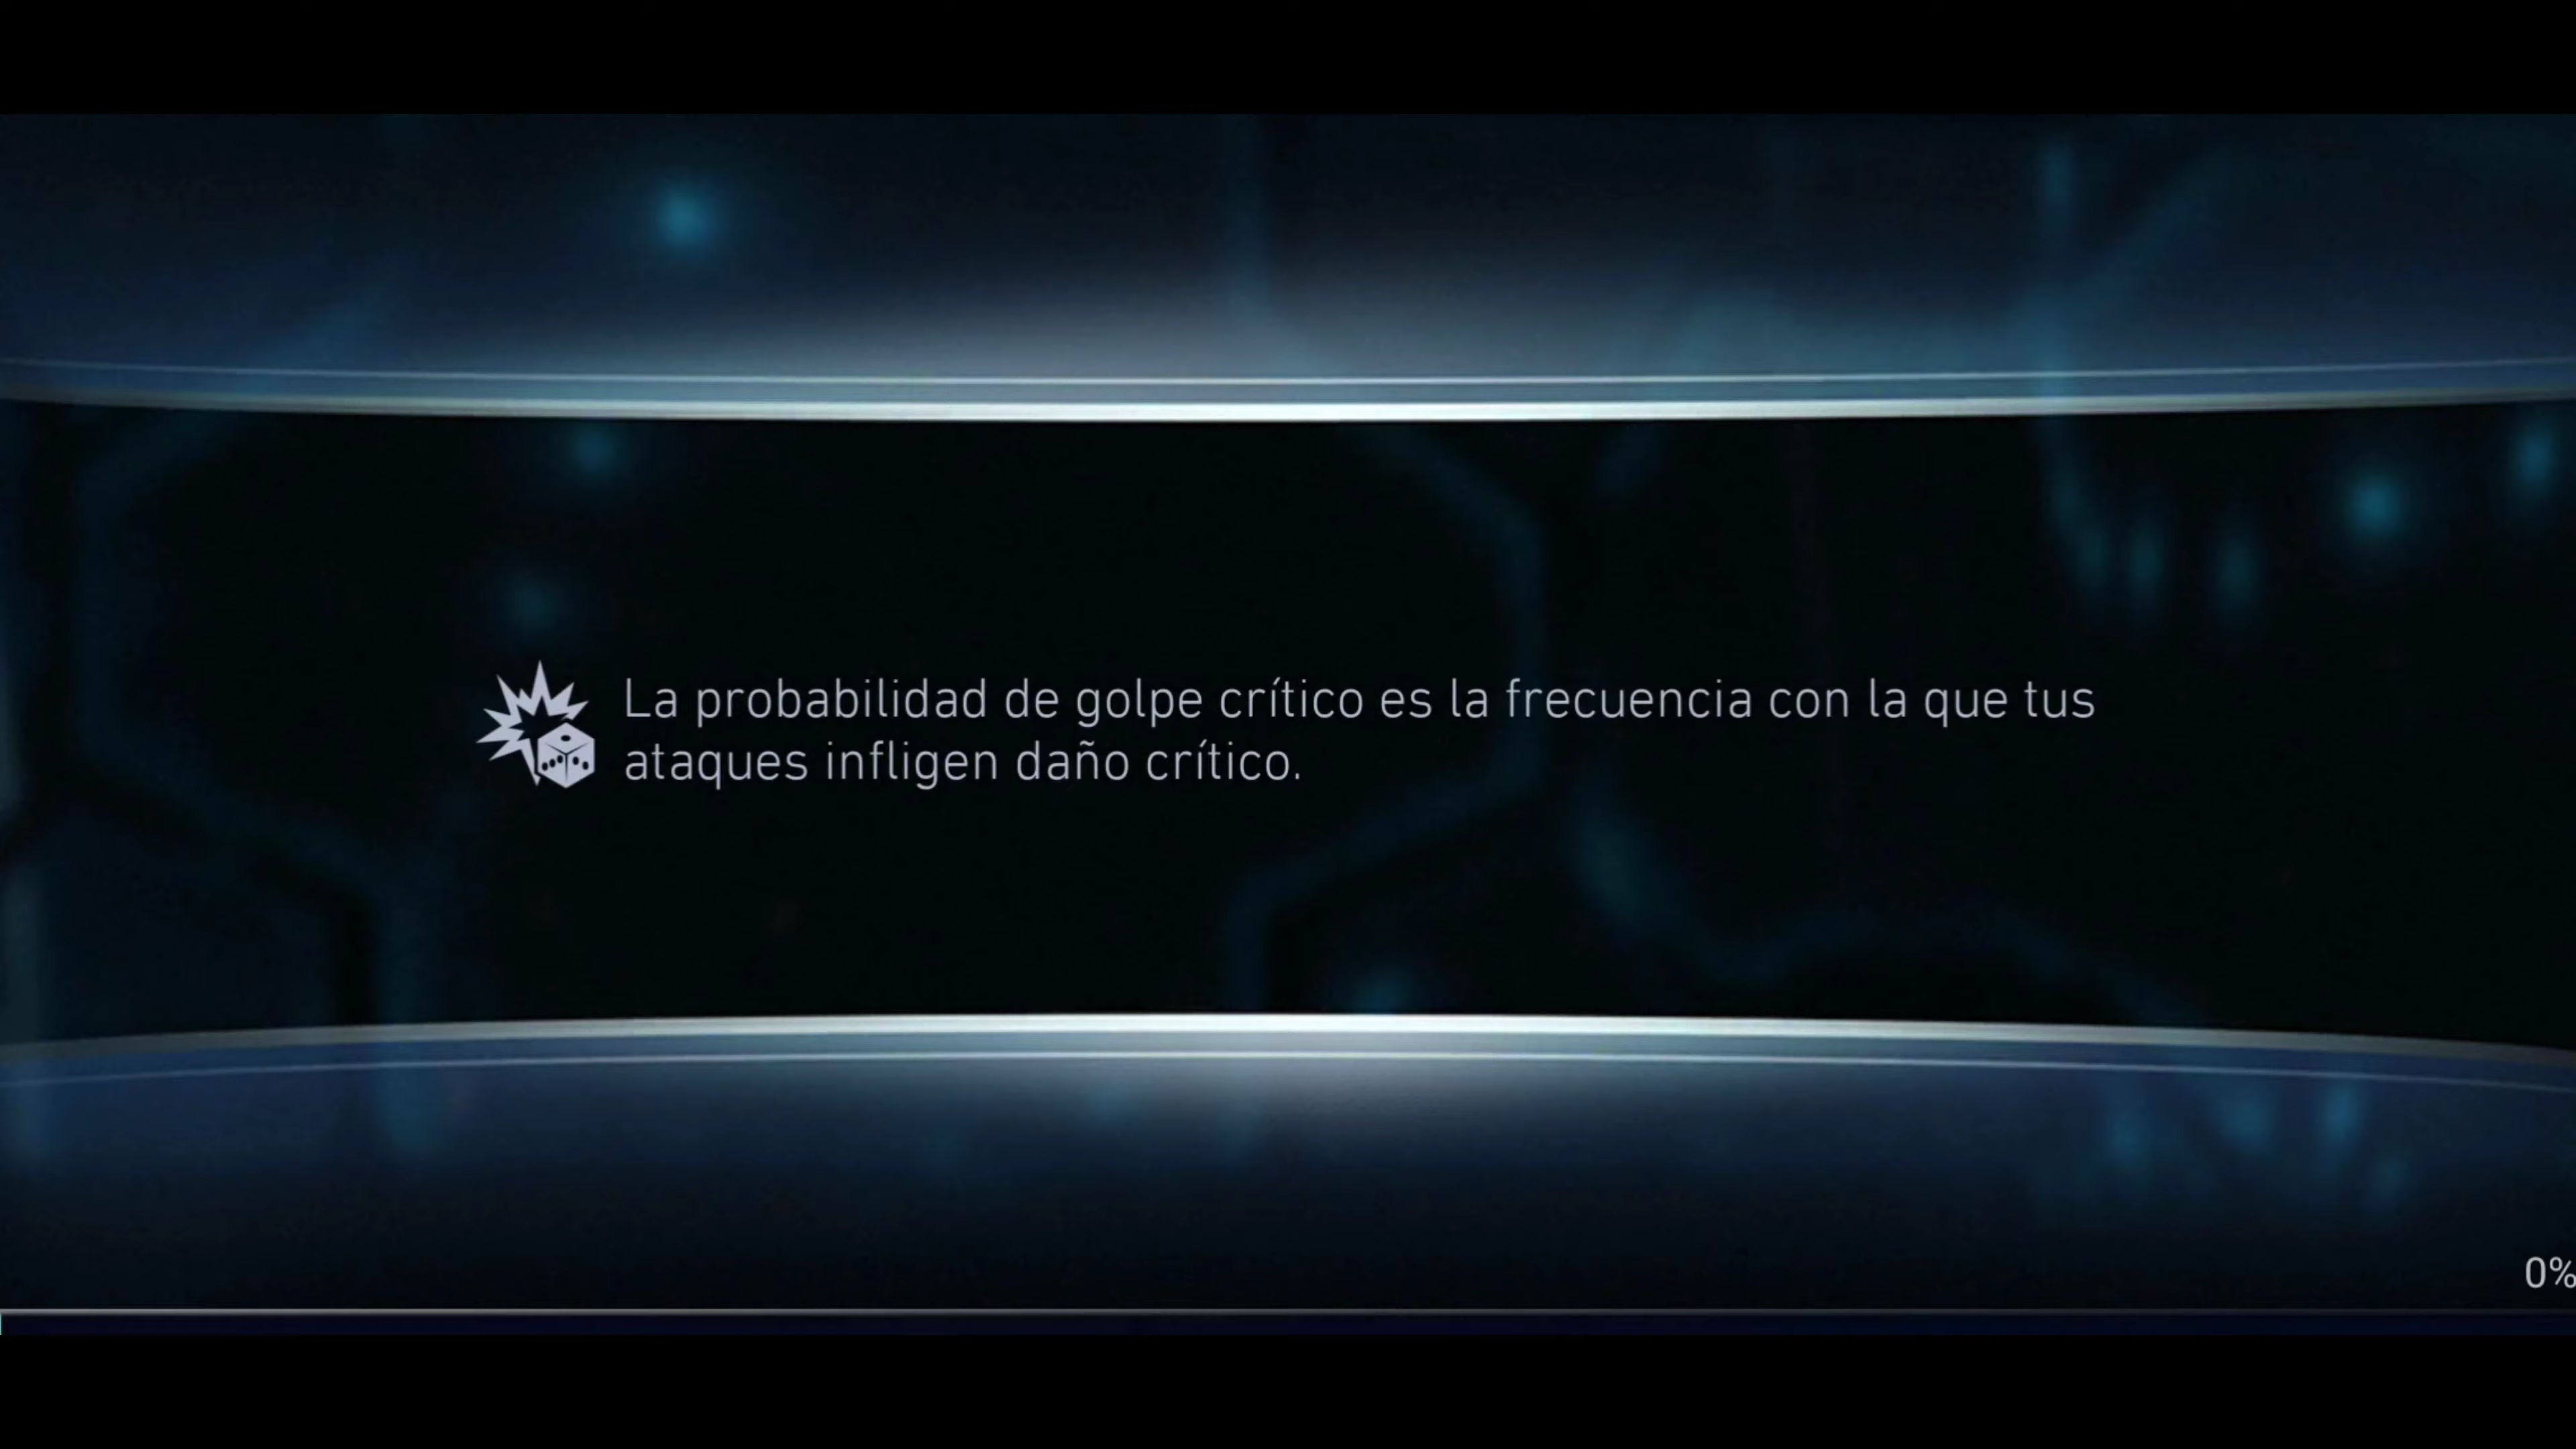 La probabilidad de golpe crítico es la frecuencia con la que tus
ataques infligen daño crítico.
0%